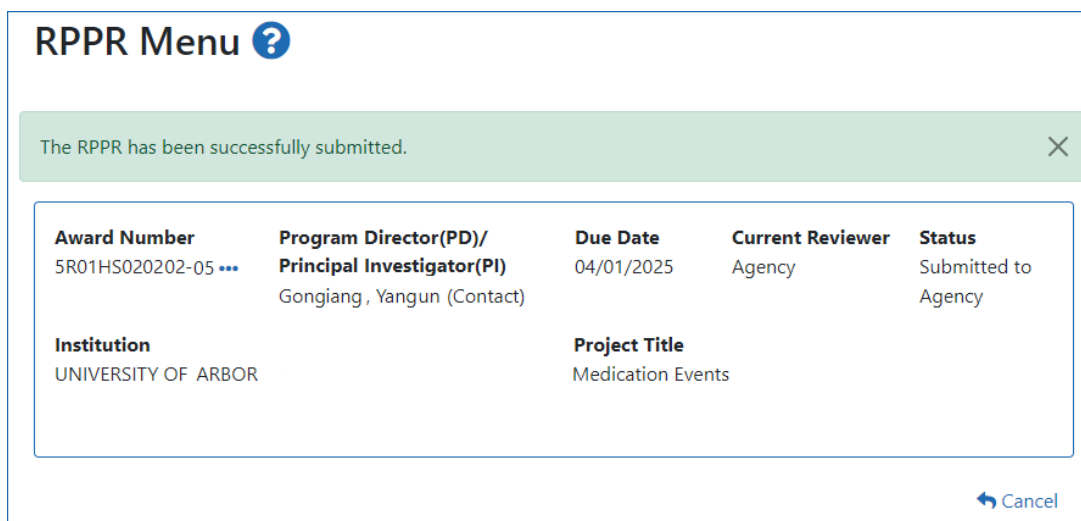 RPPR Menu ?
The RPPR has been successfully submitted.
Award Number
5R01HS020202-05 •••
Program Director(PD)/
Principal Investigator(PI)
Gongiang , Yangun (Contact)
Due Date
04/01/2025
Current Reviewer
Agency
Status
Submitted to
Agency
Institution
UNIVERSITY OF ARBOR
Project Title
Medication Events
Cancel